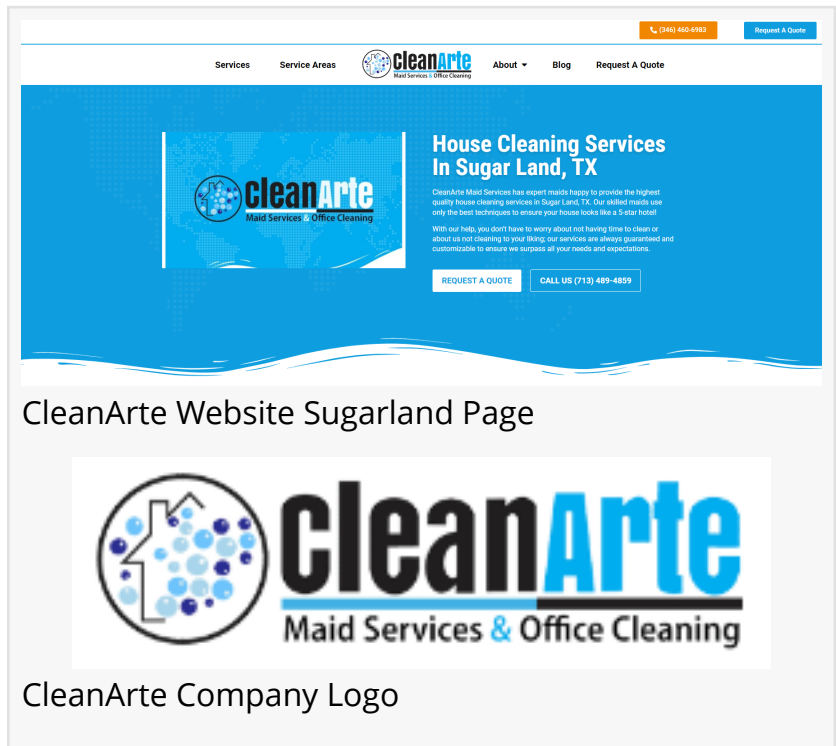 (346) 460-6983
Request A Quote
Services
Service Areas
cleanArte
Maid Services & Office Cleaning
About
Blog
Request A Quote
cleanArte
Maid Services & Office Cleaning
House Cleaning Services
In Sugar Land, TX
CleanArte Maid Services has expert maids happy to provide the highest
quality house cleaning services in Sugar Land, TX. Our skilled maids use
only the best techniques to ensure your house looks like a 5-star hotel!
With our help, you don't have to worry about not having time to clean or
about us not cleaning to your liking; our services are always guaranteed and
customizable to ensure we surpass all your needs and expectations.
REQUEST A QUOTE
CALL US (713) 489-4859
CleanArte Website Sugarland Page
cleanArte
Maid Services & Office Cleaning
CleanArte Company Logo